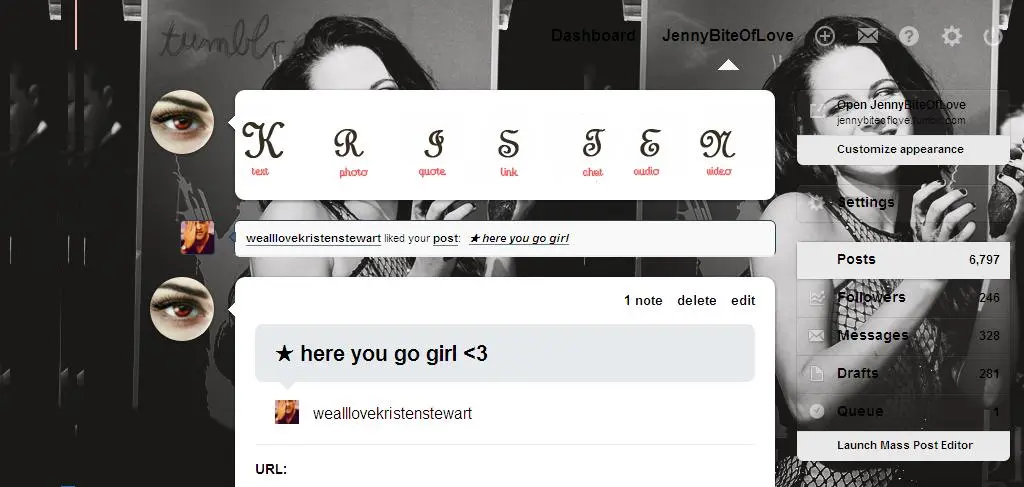 tumblr
Dashboard JennyBiteOfLove
K R I S T E N
text photo quote link chat audio video
Open JennyBiteOfLove
jennybiteoflove.tumblr.com
Customize appearance
Settings
wealllovekristenstewart liked your post: ★ here you go girl
Posts 6,797
Followers 246
Messages 328
Drafts 281
Queue 1
Launch Mass Post Editor
1 note delete edit
★ here you go girl <3
wealllovekristenstewart
URL: